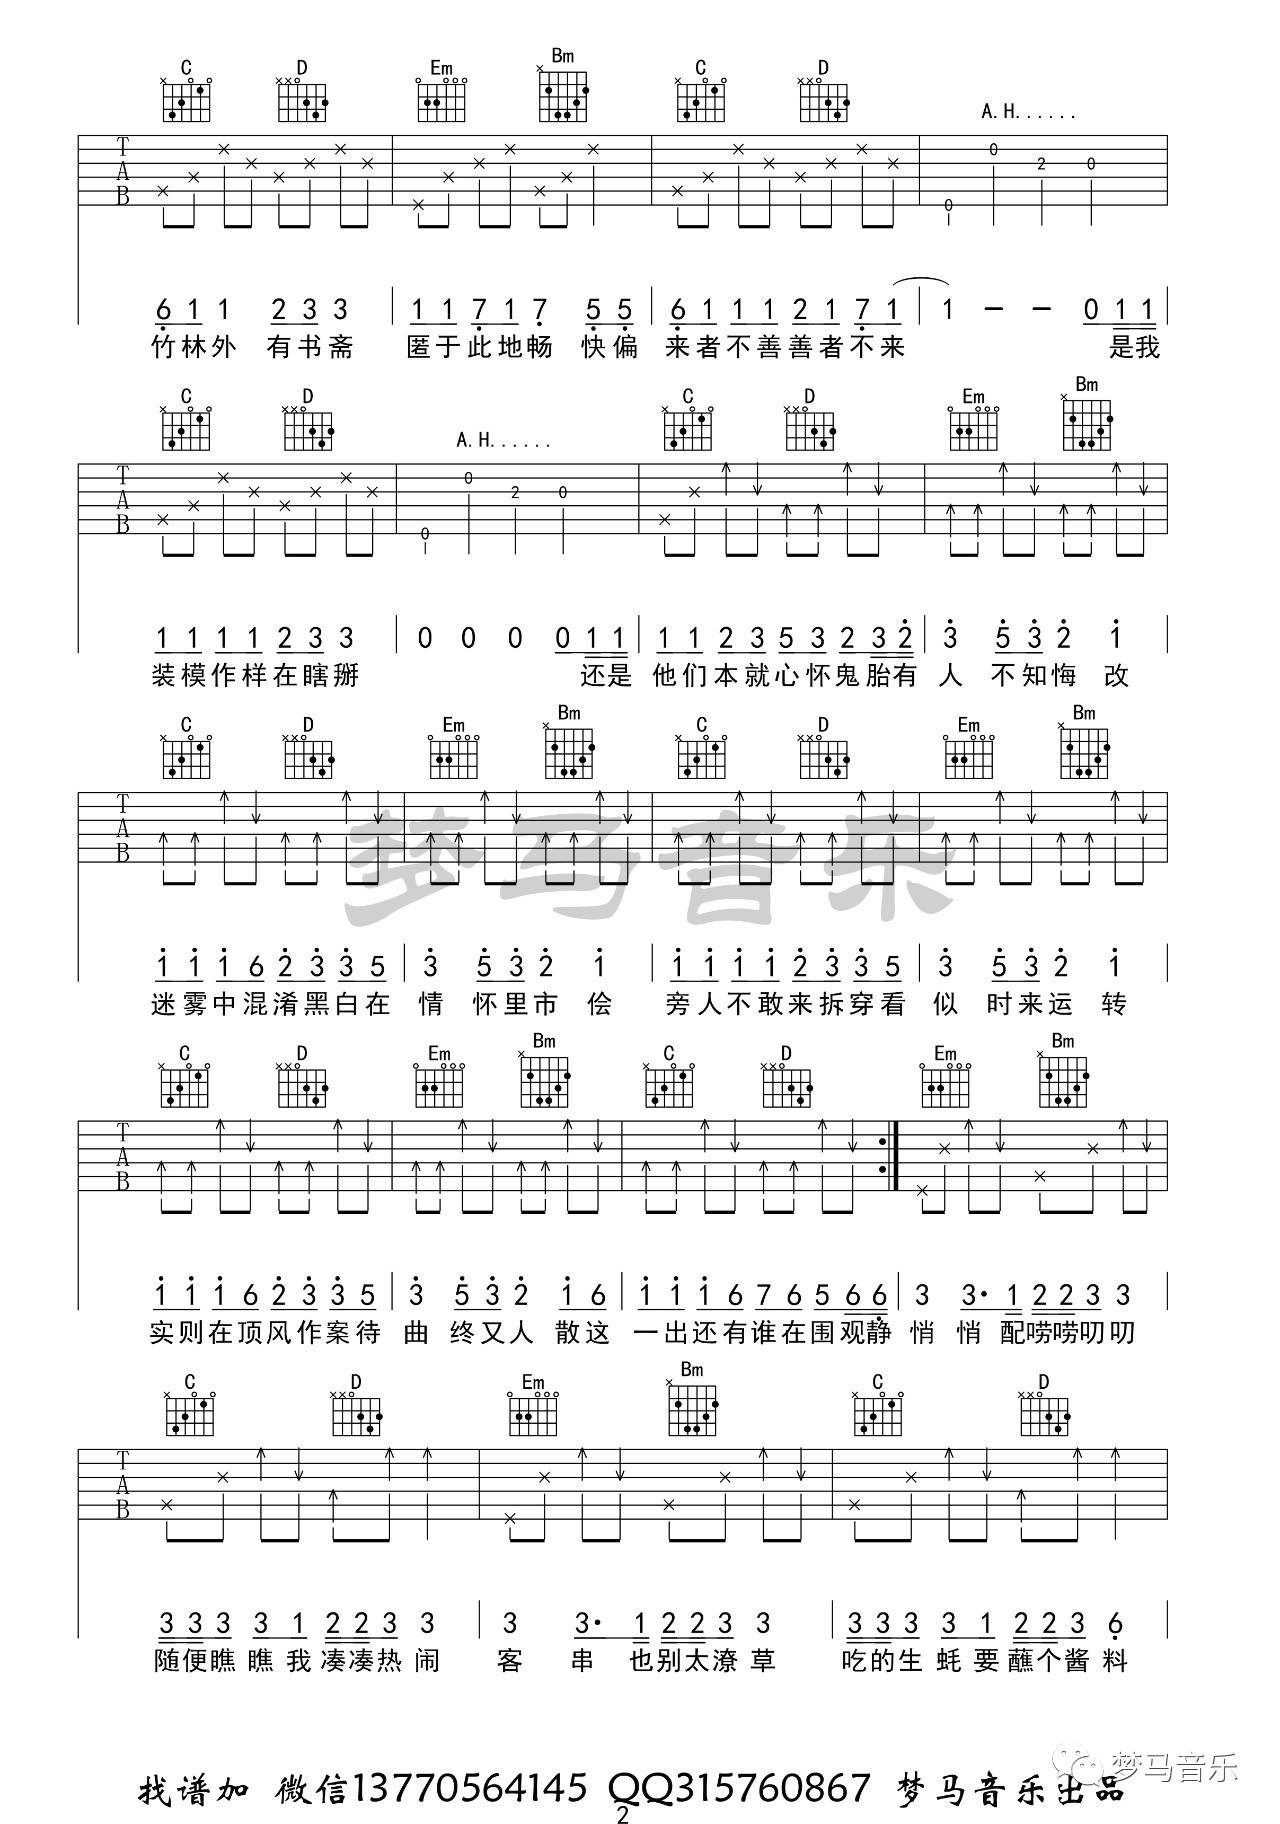 C D Em Bm C D
A.H......
T
A
B
0 0 2 0
6 1 1 2 3 3 1 1 7 1 7 5 5 6 1 1 1 2 1 7 1 1 - - 0 1 1
竹林外 有书斋 匿于此地畅 快偏 来者不善善者不来 是我
C D C D Em Bm
A.H......
T
A
B
0 0 2 0
1 1 1 1 2 3 3 0 0 0 0 1 1 1 1 2 3 5 3 2 3 2 3 5 3 2 1
装模作样在瞎掰 还是 他们本就心怀鬼胎有 人 不知悔 改
C D Em Bm C D Em Bm
T
A
B
梦马音乐
1 1 1 6 2 3 3 5 3 5 3 2 1 1 1 1 1 2 3 3 5 3 5 3 2 1
迷雾中混淆黑白在 情 怀里市 侩 旁人不敢来拆穿看 似 时来运 转
C D Em Bm C D Em Bm
T
A
B
1 1 1 6 2 3 3 5 3 5 3 2 1 6 1 1 1 6 7 6 5 6 6 3 3· 1 2 2 3 3
实则在顶风作案待 曲 终又人 散这 一出还有谁在围观静 悄 悄 配唠唠叨叨
C D Em Bm C D
T
A
B
3 3 3 3 1 2 2 3 3 3 3· 1 2 2 3 3 3 3 3 3 1 2 2 3 6
随便瞧 瞧我凑凑热 闹 客 串 也别太潦 草 吃的生 蚝要蘸个酱 料
梦马音乐
找谱加 微信13770564145 QQ315760867 梦马音乐出品
2